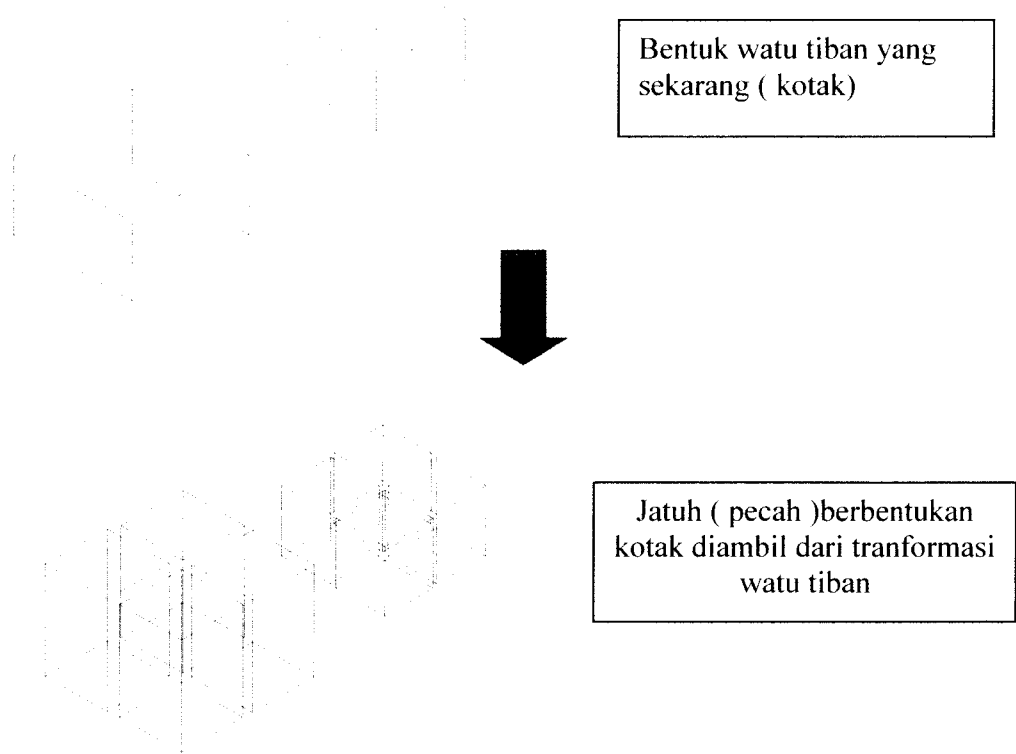 Bentuk watu tiban yang
sekarang ( kotak)
Jatuh ( pecah )berbentukan
kotak diambil dari tranformasi
watu tiban